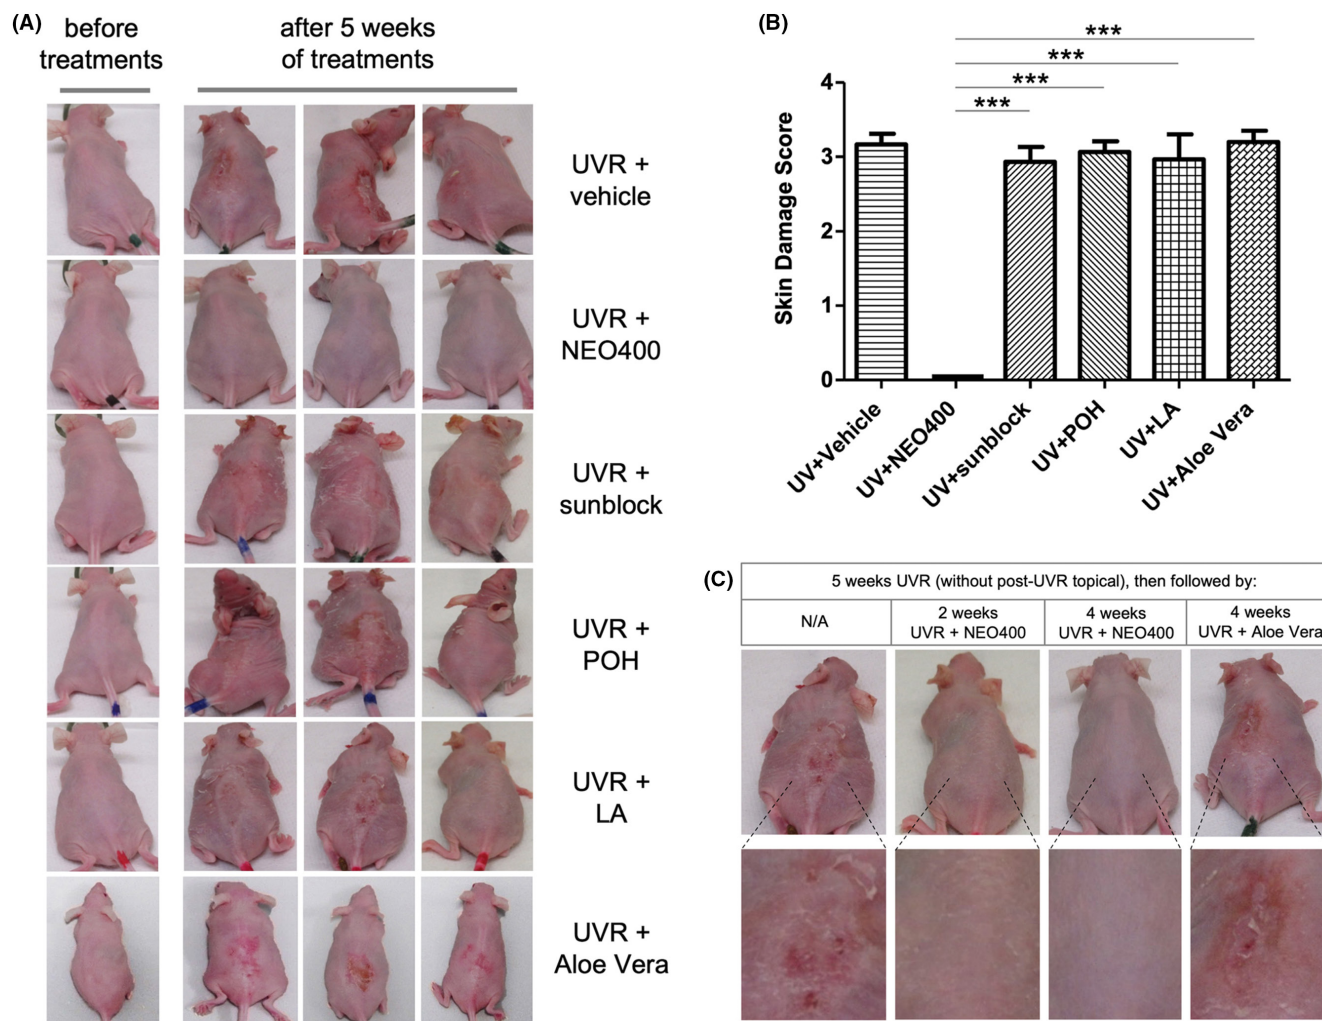 (A)
before
treatments
after 5 weeks
of treatments
UVR +
vehicle
UVR +
NEO400
UVR +
sunblock
UVR +
POH
UVR +
LA
UVR +
Aloe Vera
(B)
***
***
***
***
Skin Damage Score
4
3
2
1
0
UV+Vehicle
UV+NEO400
UV+sunblock
UV+POH
UV+LA
UV+Aloe Vera
(C)
5 weeks UVR (without post-UVR topical), then followed by:
N/A
2 weeks
UVR + NEO400
4 weeks
UVR + NEO400
4 weeks
UVR + Aloe Vera